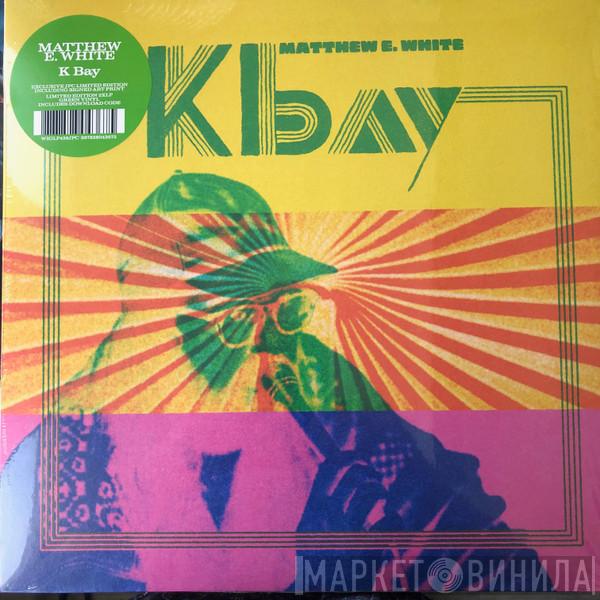 MATTHEW
E. WHITE
K Bay
EXCLUSIVE JPC LIMITED EDITION
INCLUDING SIGNED ART PRINT
LIMITED EDITION 2XLP
GREEN VINYL
INCLUDES DOWNLOAD CODE
MATTHEW E. WHITE
Kbay
МАРКЕТ ВИНИЛА